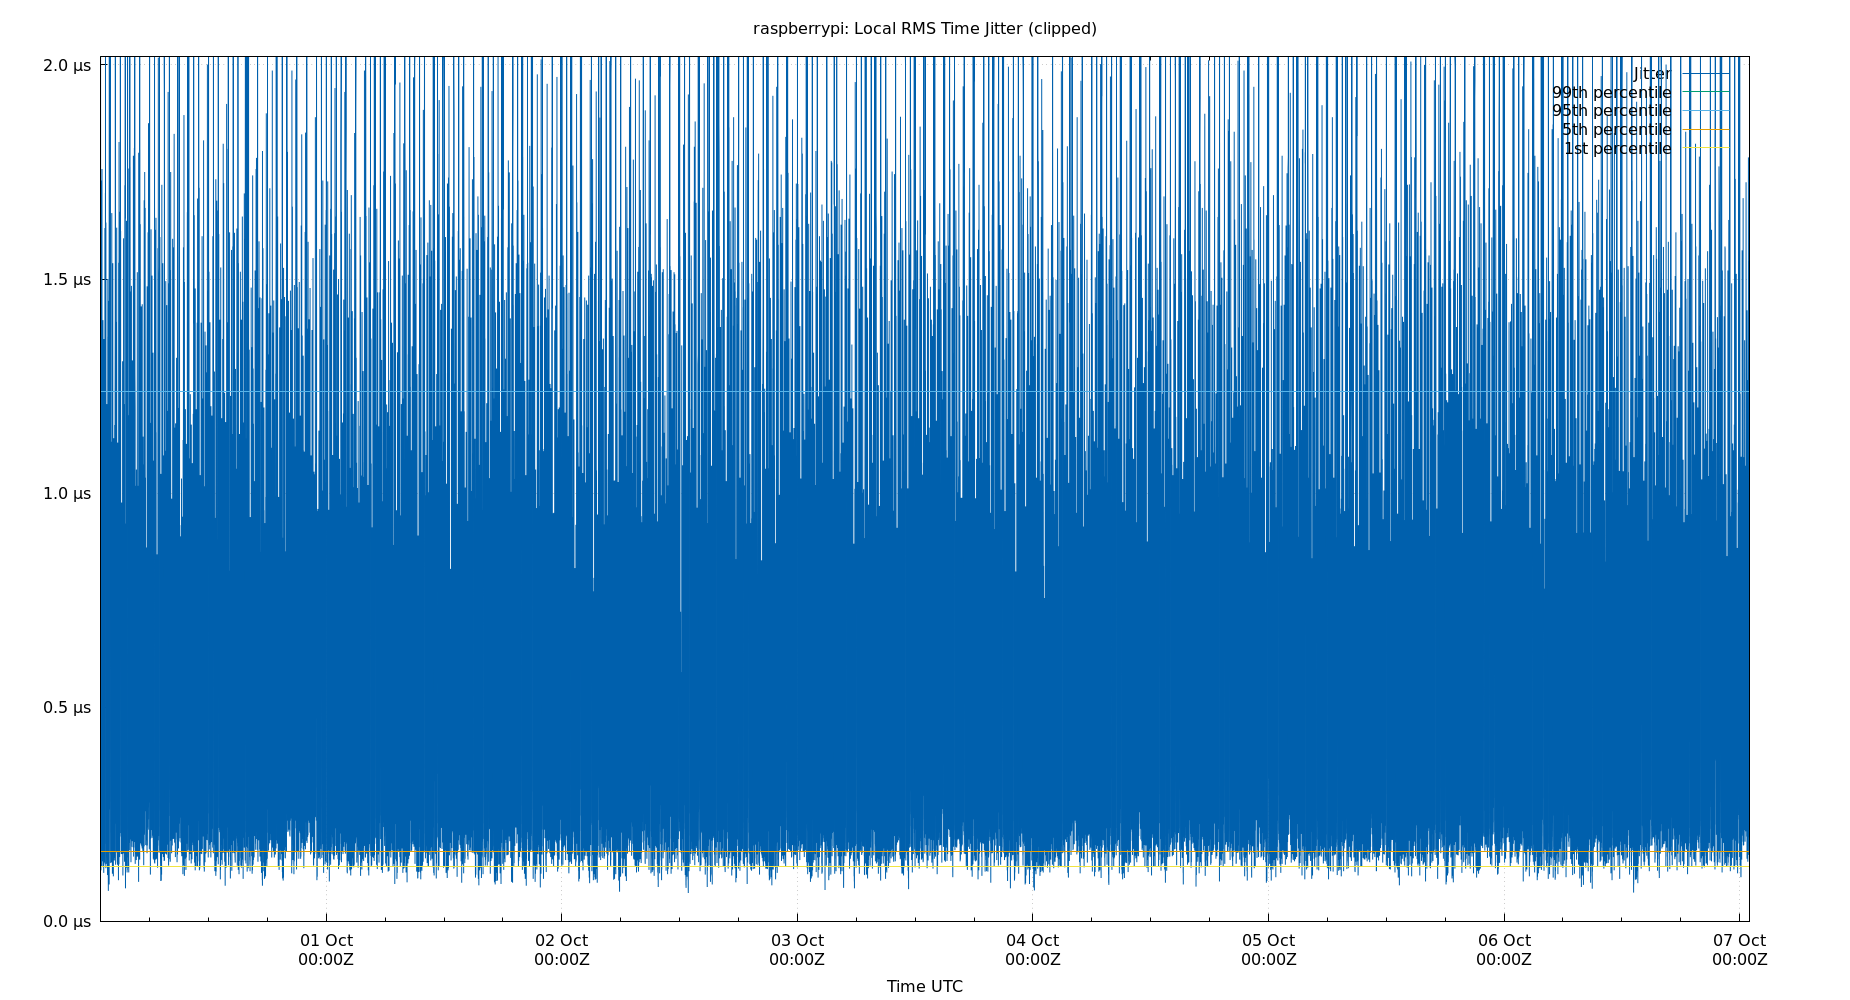 raspberrypi: Local RMS Time Jitter (clipped)
2.0 µs
1.5 µs
1.0 µs
0.5 µs
0.0 µs
Jitter
99th percentile
95th percentile
5th percentile
1st percentile
01 Oct
00:00Z
02 Oct
00:00Z
03 Oct
00:00Z
04 Oct
00:00Z
05 Oct
00:00Z
06 Oct
00:00Z
07 Oct
00:00Z
Time UTC